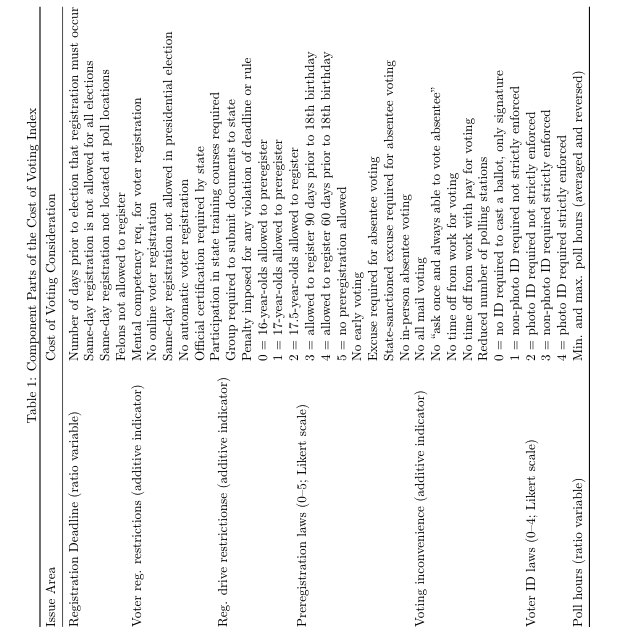 Table 1: Component Parts of the Cost of Voting Index
Issue Area Cost of Voting Consideration
Registration Deadline (ratio variable) Number of days prior to election that registration must occur
Same-day registration is not allowed for all elections
Same-day registration not located at poll locations
Felons not allowed to register
Voter reg. restrictions (additive indicator) Mental competency req. for voter registration
No online voter registration
Same-day registration not allowed in presidential election
No automatic voter registration
Official certification required by state
Participation in state training courses required
Reg. drive restrictionse (additive indicator) Group required to submit documents to state
Penalty imposed for any violation of deadline or rule
0 = 16-year-olds allowed to preregister
1 = 17-year-olds allowed to preregister
2 = 17.5-year-olds allowed to register
Preregistration laws (0–5; Likert scale) 3 = allowed to register 90 days prior to 18th birthday
4 = allowed to register 60 days prior to 18th birthday
5 = no preregistration allowed
No early voting
Excuse required for absentee voting
State-sanctioned excuse required for absentee voting
No in-person absentee voting
Voting inconvenience (additive indicator) No all mail voting
No “ask once and always able to vote absentee”
No time off from work for voting
No time off from work with pay for voting
Reduced number of polling stations
0 = no ID required to cast a ballot, only signature
1 = non-photo ID required not strictly enforced
Voter ID laws (0–4; Likert scale) 2 = photo ID required not strictly enforced
3 = non-photo ID required strictly enforced
4 = photo ID required strictly enforced
Poll hours (ratio variable) Min. and max. poll hours (averaged and reversed)